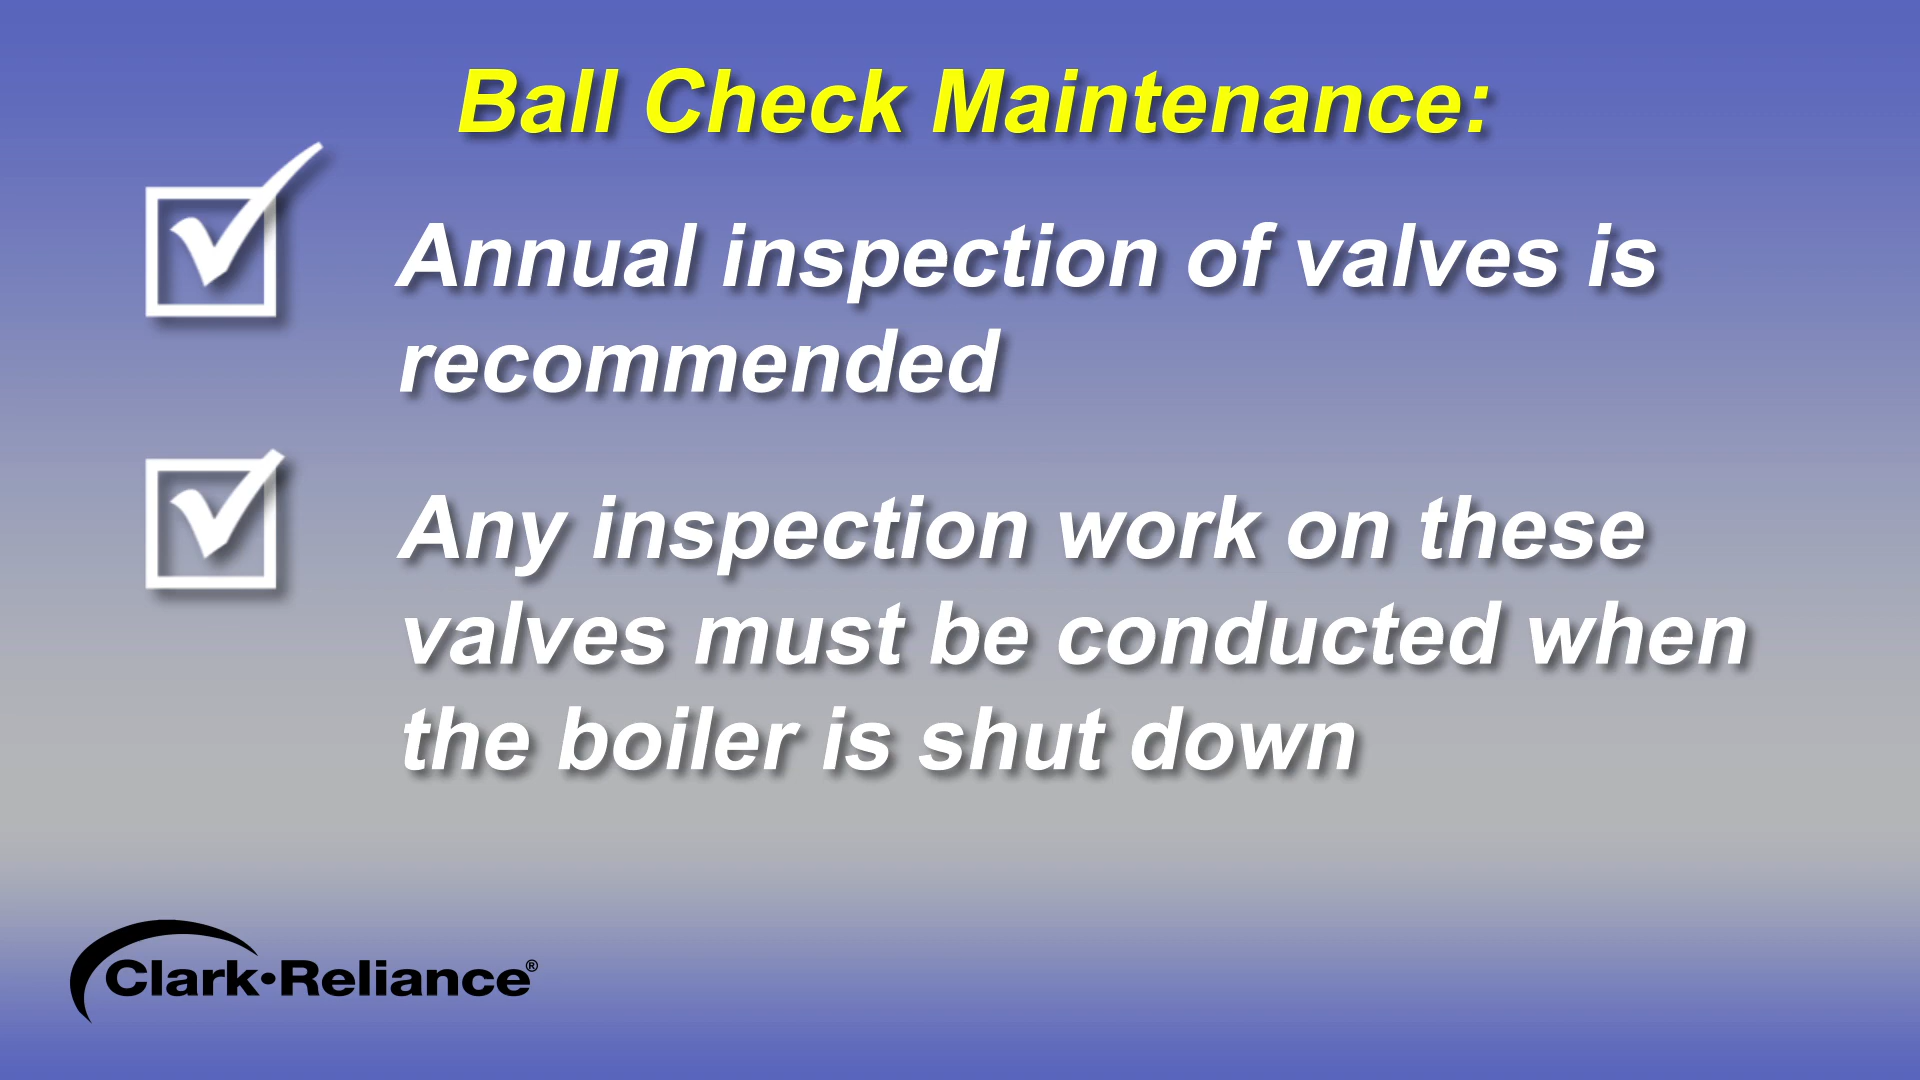 Ball Check Maintenance:
Annual inspection of valves is
recommended
Any inspection work on these
valves must be conducted when
the boiler is shut down
Clark·Reliance®